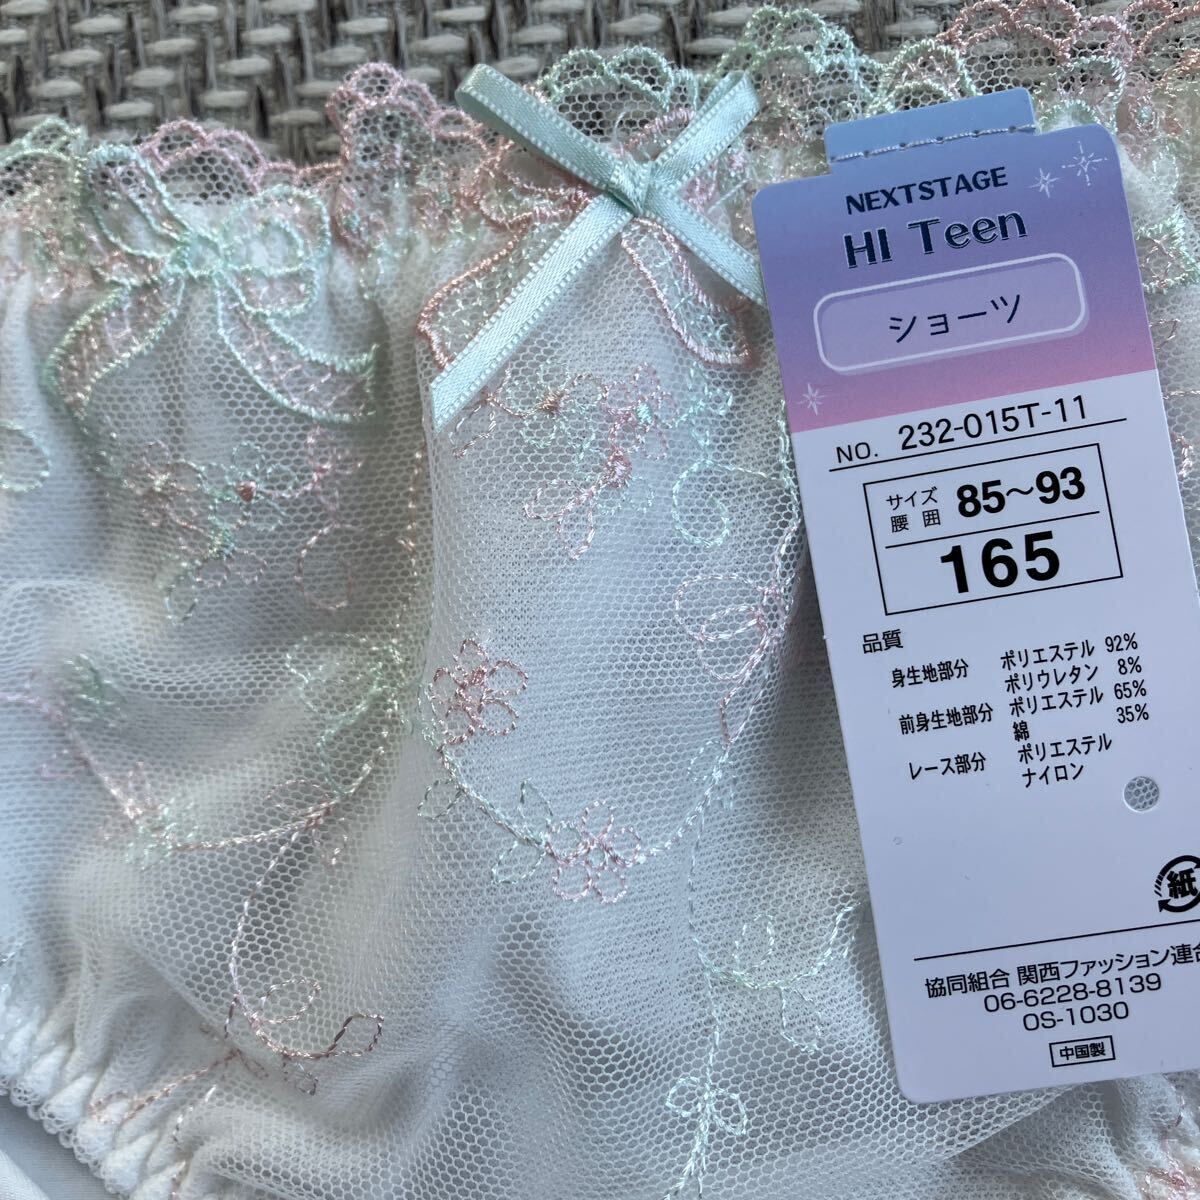 NEXTSTAGE
HI Teen
ショーツ
NO. 232-015T-11
サイズ
腰囲 85〜93
165
品質
身生地部分 ポリエステル 92%
ポリウレタン 8%
前身生地部分 ポリエステル 65%
綿 35%
レース部分 ポリエステル
ナイロン
紙
協同組合 関西ファッション連合
06-6228-8139
OS-1030
中国製